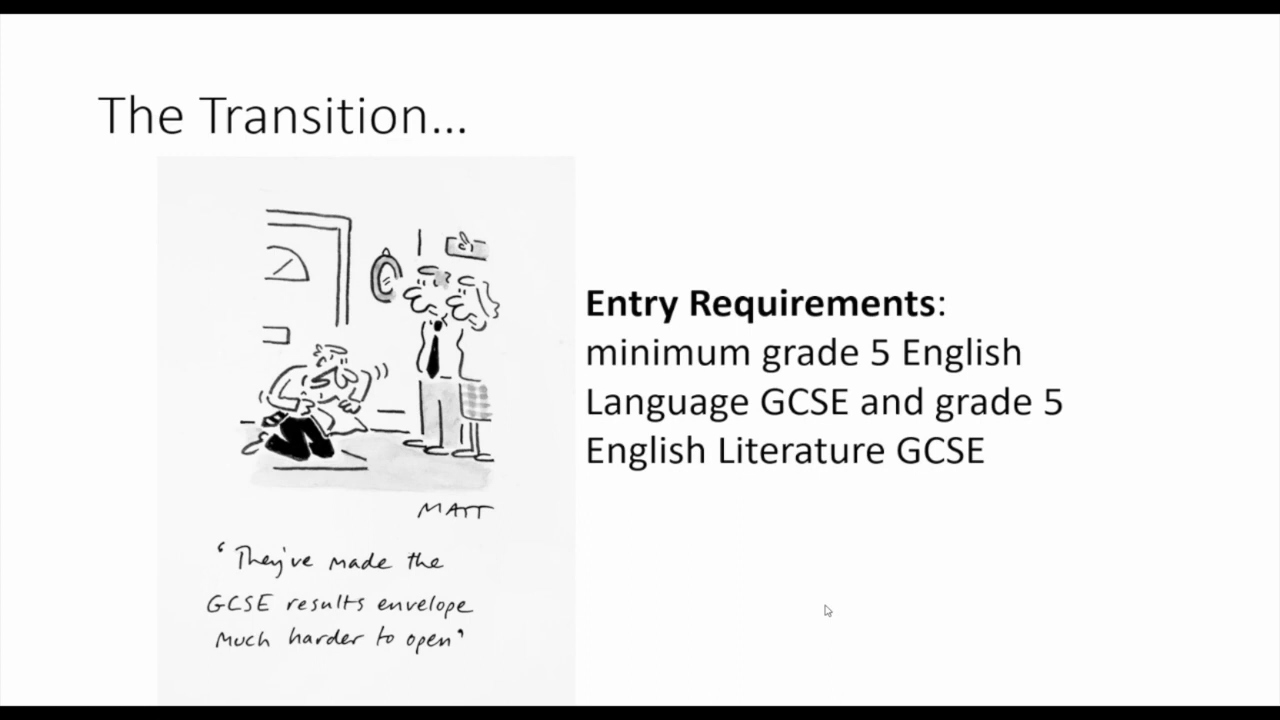 The Transition...
Entry Requirements:
minimum grade 5 English
Language GCSE and grade 5
English Literature GCSE
MATT
'They've made the
GCSE results envelope
much harder to open'